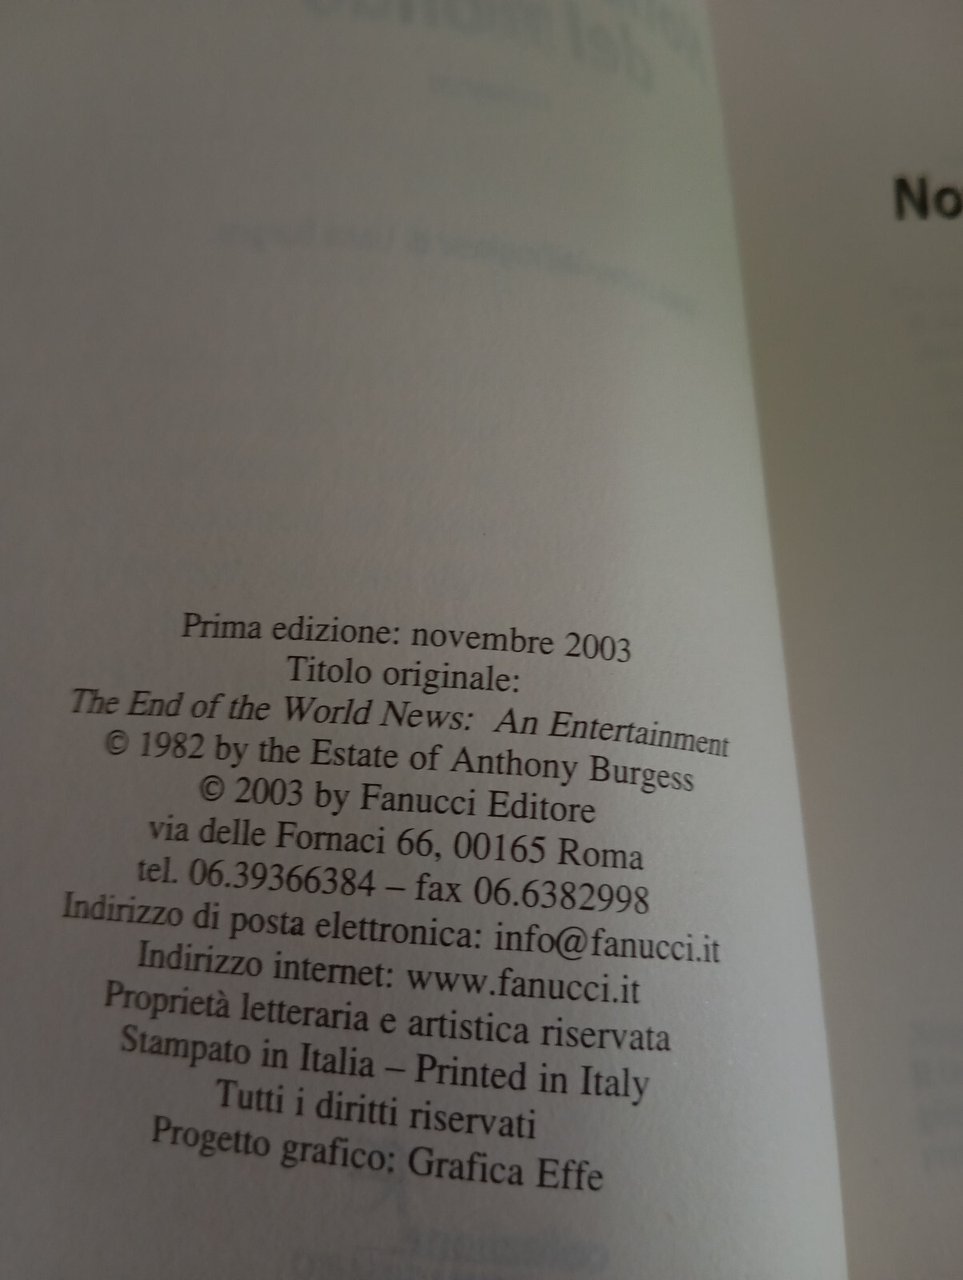 No
Prima edizione: novembre 2003
Titolo originale:
The End of the World News: An Entertainment
© 1982 by the Estate of Anthony Burgess
© 2003 by Fanucci Editore
via delle Fornaci 66, 00165 Roma
tel. 06.39366384 – fax 06.6382998
Indirizzo di posta elettronica: info@fanucci.it
Indirizzo internet: www.fanucci.it
Proprietà letteraria e artistica riservata
Stampato in Italia – Printed in Italy
Tutti i diritti riservati
Progetto grafico: Grafica Effe